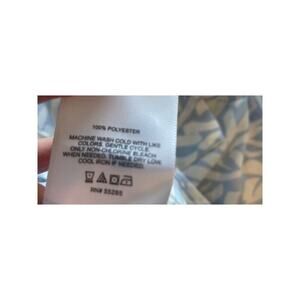 100% POLYESTER
MACHINE WASH COLD WITH LIKE
COLORS. GENTLE CYCLE.
ONLY NON-CHLORINE BLEACH
WHEN NEEDED. TUMBLE DRY LOW.
COOL IRON IF NEEDED.
RN# 55285